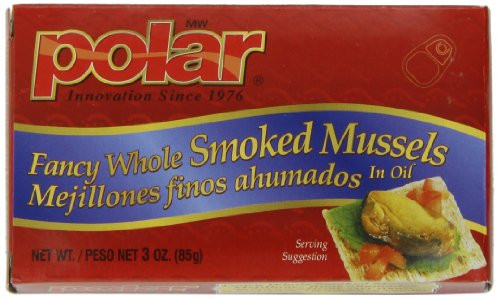 MW
polar®
Innovation Since 1976
Fancy Whole Smoked Mussels
In Oil
Mejillones finos ahumados
NET WT. / PESO NET 3 OZ. (85g)
Serving
Suggestion